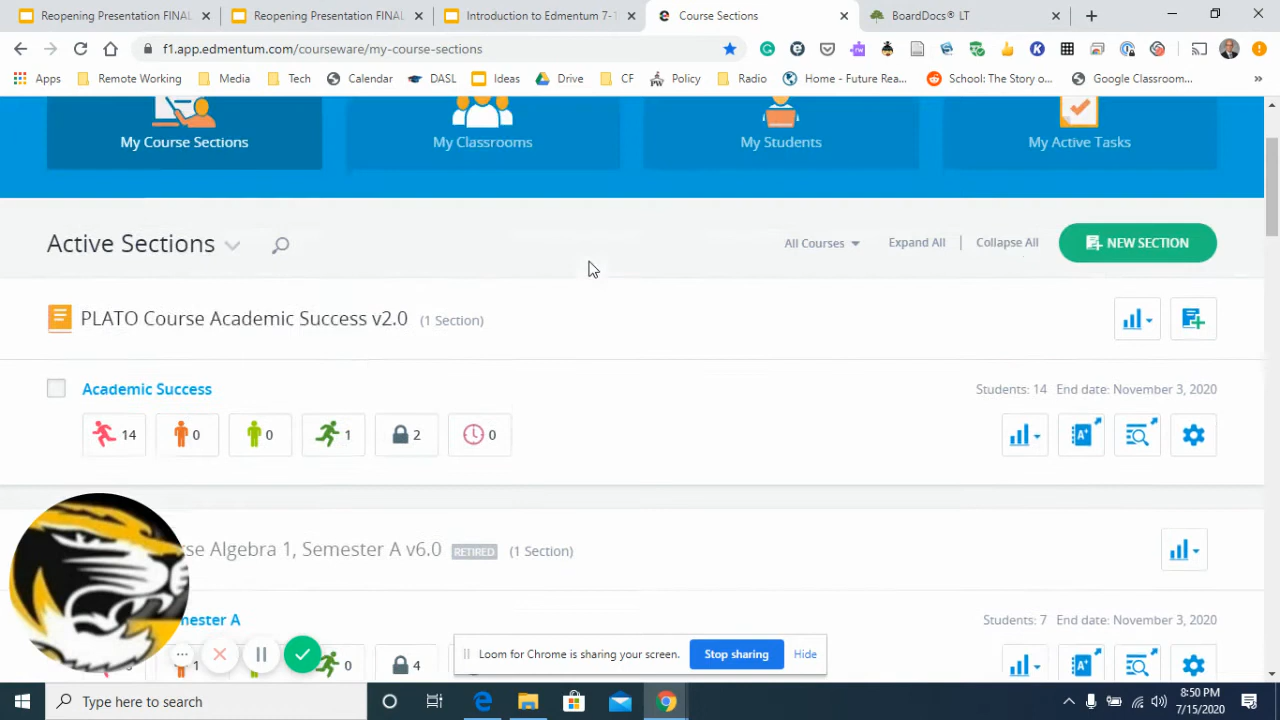 Reopening Presentation FINAL
Reopening Presentation FINAL
Introduction to Edmentum 7-1
Course Sections
BoardDocs® LT
f1.app.edmentum.com/courseware/my-course-sections
Apps
Remote Working
Media
Tech
Calendar
DASL
Ideas
Drive
CF
Policy
Radio
Home - Future Rea...
School: The Story o...
Google Classroom...
»
My Course Sections
My Classrooms
My Students
My Active Tasks
Active Sections
All Courses
Expand All | Collapse All
NEW SECTION
PLATO Course Academic Success v2.0 (1 Section)
Academic Success
Students: 14 End date: November 3, 2020
14
0
0
1
2
0
A+
rse Algebra 1, Semester A v6.0 RETIRED (1 Section)
mester A
Students: 7 End date: November 3, 2020
1
0
4
A+
Loom for Chrome is sharing your screen.
Stop sharing
Hide
Type here to search
8:50 PM
7/15/2020